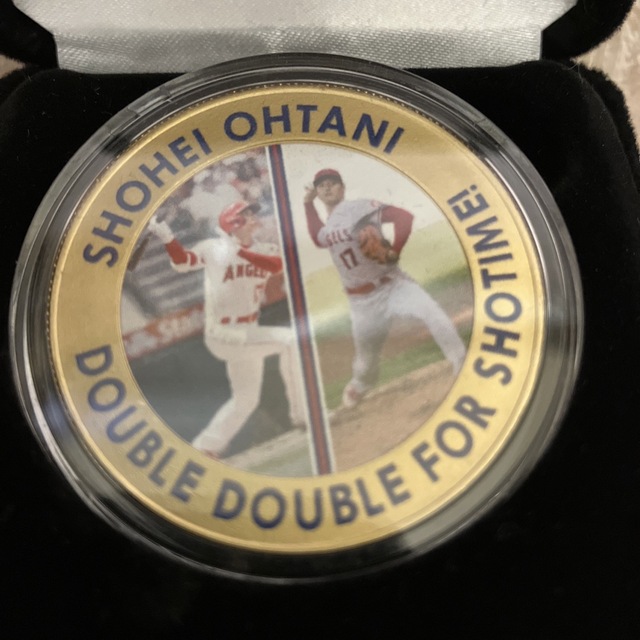 SHOHEI OHTANI
DOUBLE DOUBLE FOR SHOTIME!
ANGELS
17